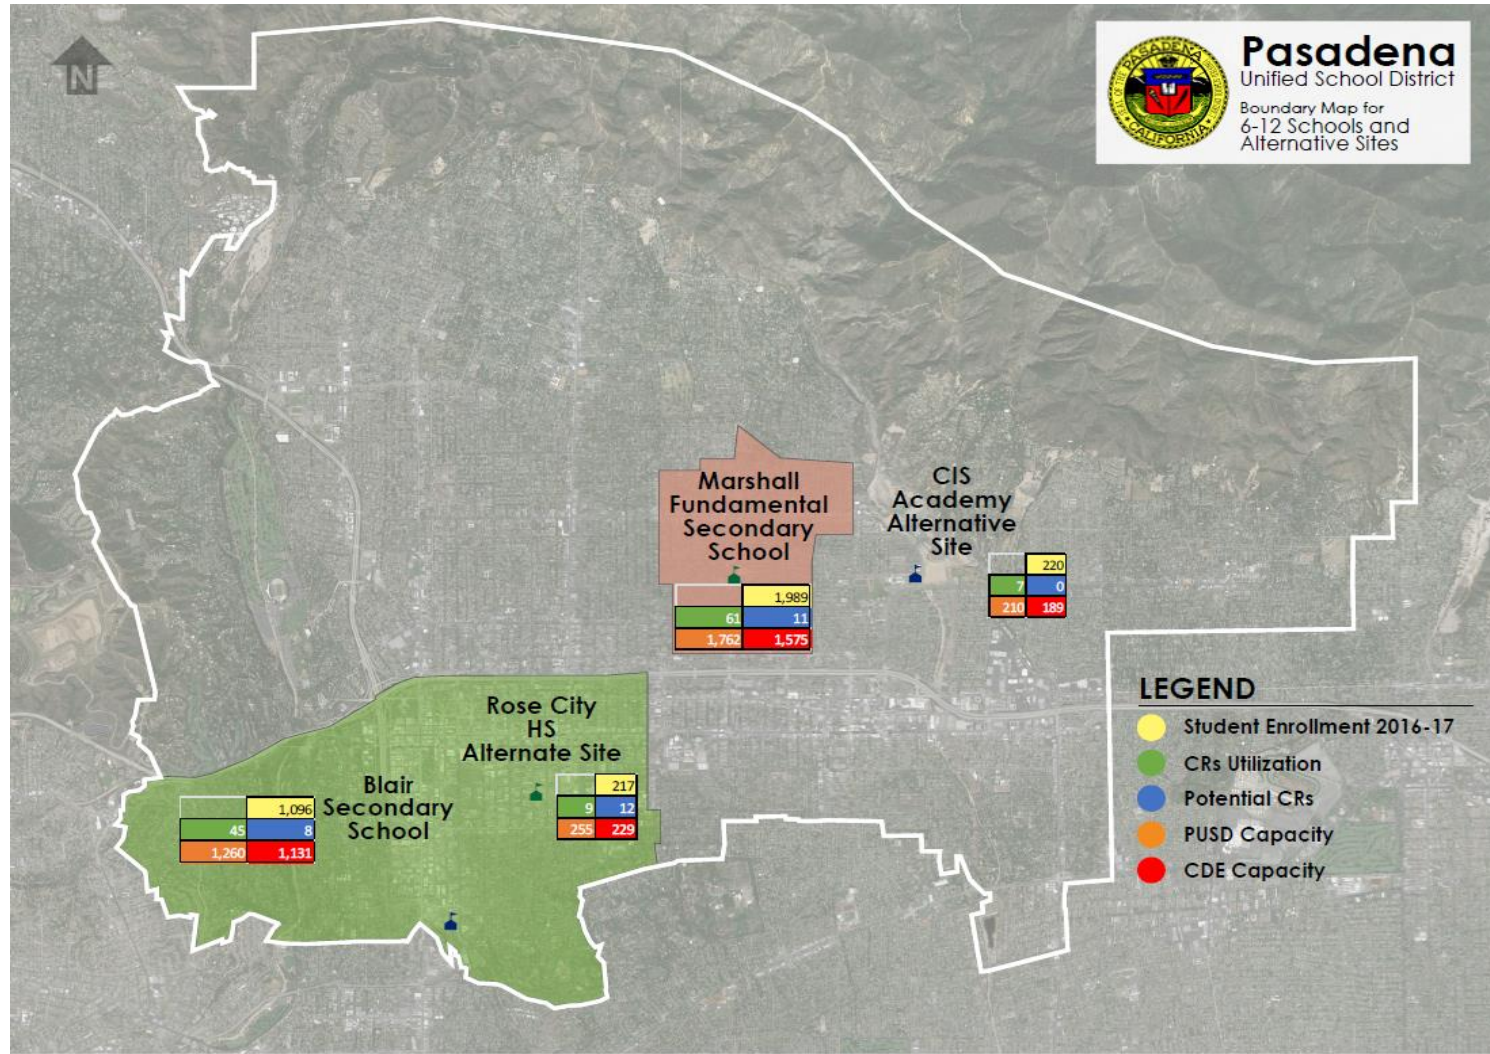 N
PASADENA
CALIFORNIA
Pasadena
Unified School District
Boundary Map for
6-12 Schools and
Alternative Sites
Marshall
Fundamental
Secondary
School
1,989
61 11
1,762 1,575
CIS
Academy
Alternative
Site
220
7 0
210 189
Rose City
HS
Alternate Site
217
9 12
255 229
Blair
Secondary
School
1,096
45 8
1,260 1,131
LEGEND
Student Enrollment 2016-17
CRs Utilization
Potential CRs
PUSD Capacity
CDE Capacity